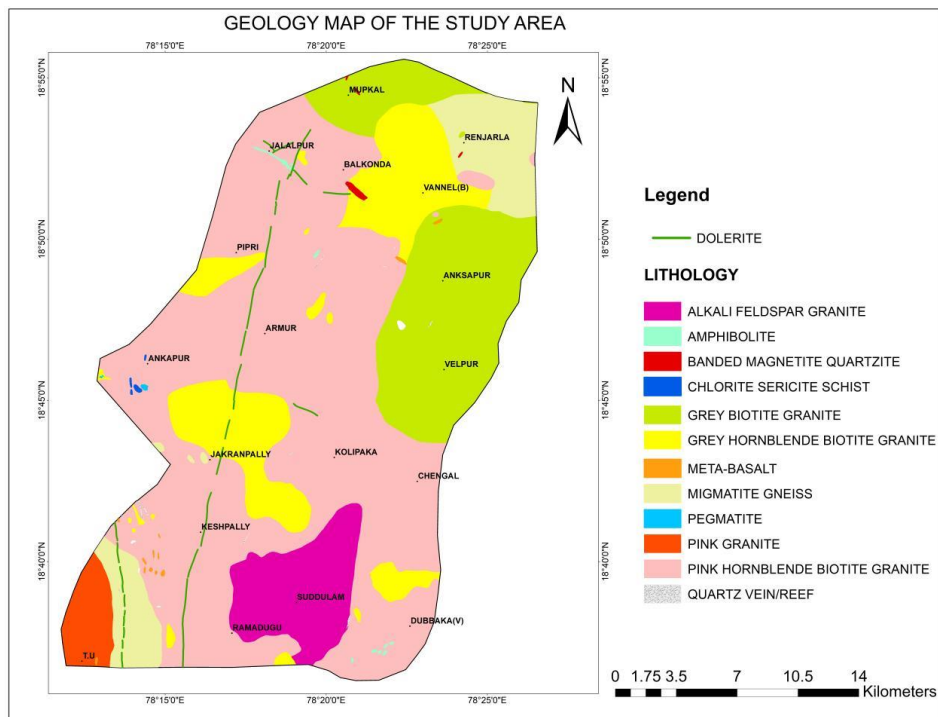 GEOLOGY MAP OF THE STUDY AREA
78°15'0"E 78°20'0"E 78°25'0"E
18°55'0"N 18°55'0"N
MUPKAL
N
RENJARLA
JALALPUR
BALKONDA
VANNEL(B)
18°50'0"N 18°50'0"N
PIPRI
ANKSAPUR
ARMUR
ANKAPUR
VELPUR
18°45'0"N 18°45'0"N
JAKRANPALLY
KOLIPAKA
CHENGAL
KESHPALLY
18°40'0"N 18°40'0"N
SUDDULAM
DUBBAKA(V)
RAMADUGU
T.U
78°15'0"E 78°20'0"E 78°25'0"E
Legend
DOLERITE
LITHOLOGY
ALKALI FELDSPAR GRANITE
AMPHIBOLITE
BANDED MAGNETITE QUARTZITE
CHLORITE SERICITE SCHIST
GREY BIOTITE GRANITE
GREY HORNBLENDE BIOTITE GRANITE
META-BASALT
MIGMATITE GNEISS
PEGMATITE
PINK GRANITE
PINK HORNBLENDE BIOTITE GRANITE
QUARTZ VEIN/REEF
0 1.75 3.5 7 10.5 14
Kilometers